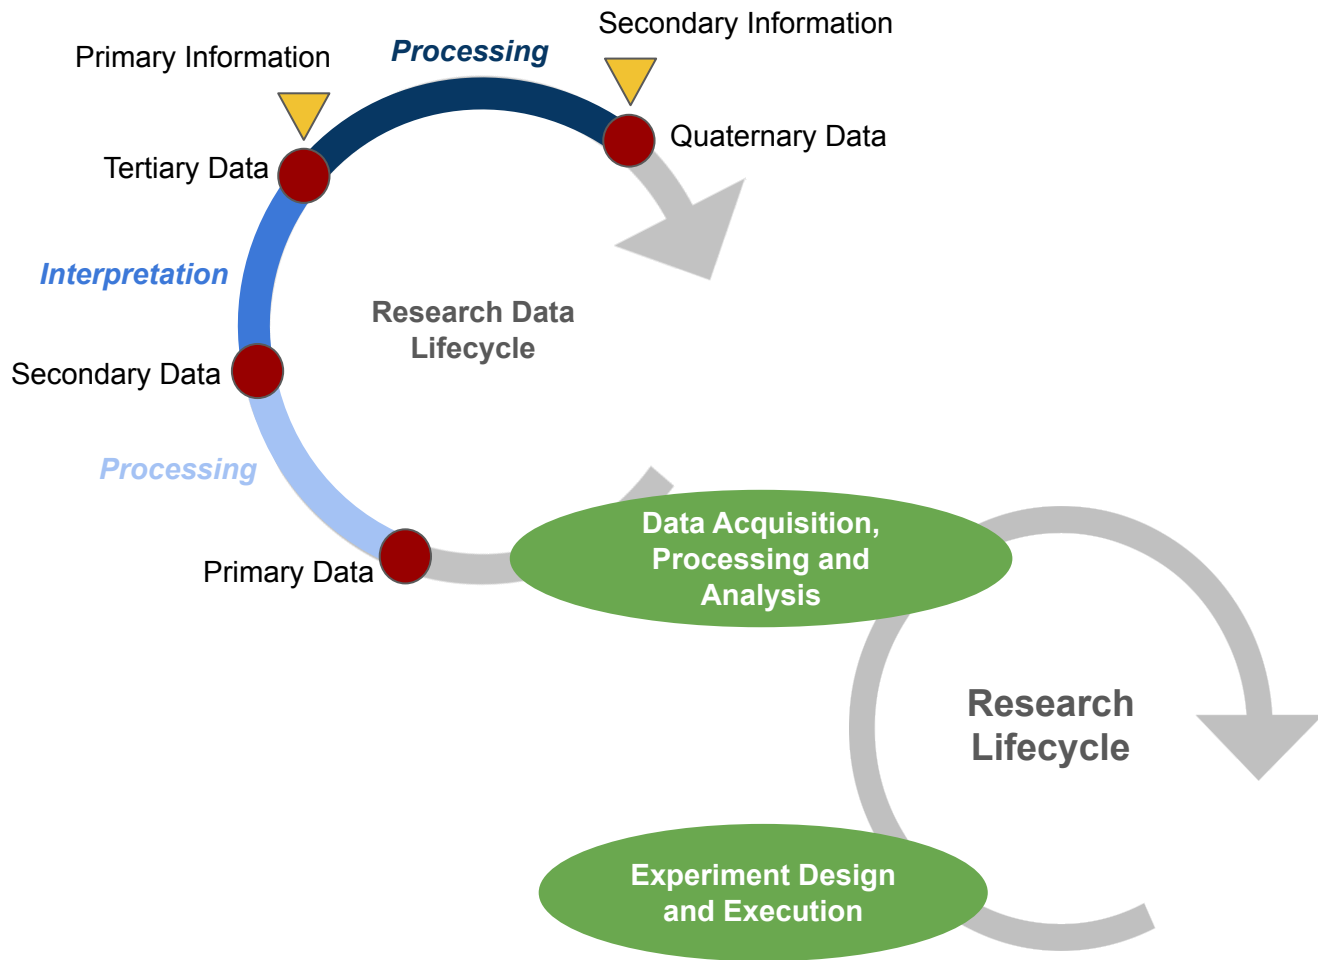 Secondary Information
Processing
Primary Information
Quaternary Data
Tertiary Data
Interpretation
Research Data
Lifecycle
Secondary Data
Processing
Primary Data
Data Acquisition,
Processing and
Analysis
Research
Lifecycle
Experiment Design
and Execution